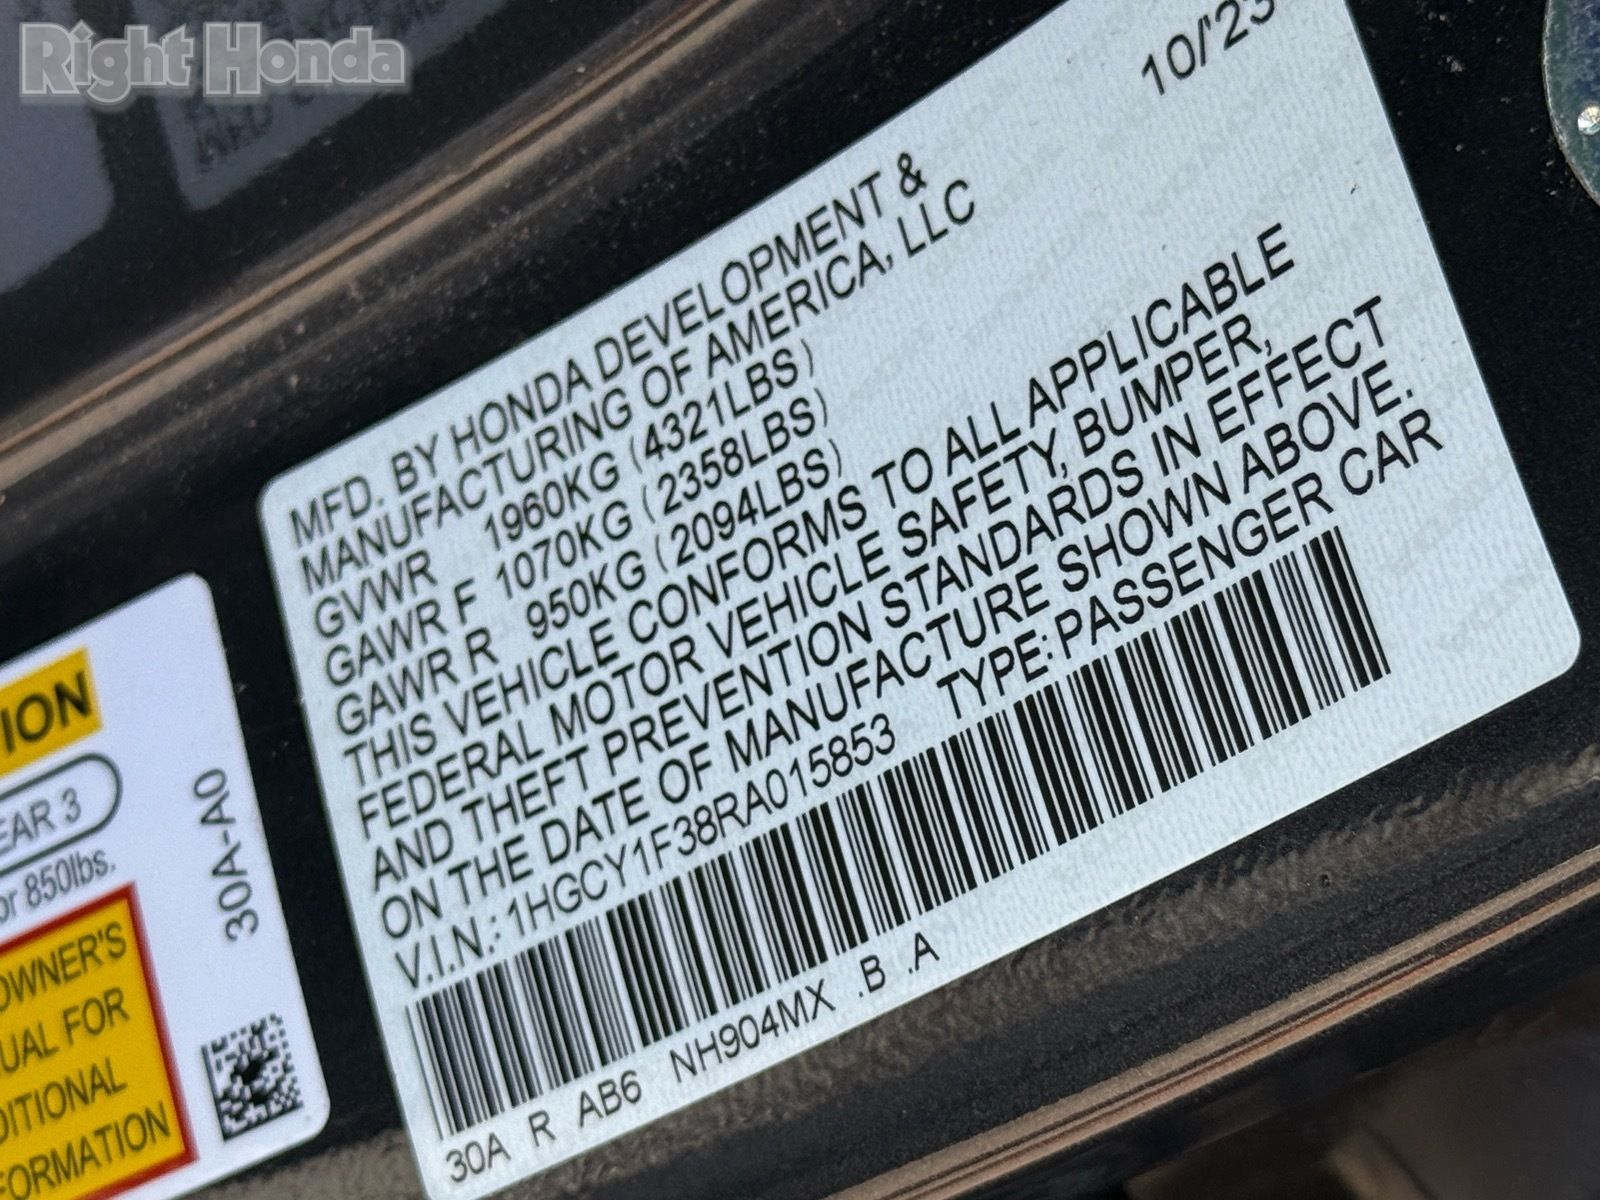 Right Honda
10/'23
MFD. BY HONDA DEVELOPMENT &
MANUFACTURING OF AMERICA, LLC
GVWR 1960KG (4321LBS)
GAWR F 1070KG (2358LBS)
GAWR R 950KG (2094LBS)
THIS VEHICLE CONFORMS TO ALL APPLICABLE
FEDERAL MOTOR VEHICLE SAFETY, BUMPER,
AND THEFT PREVENTION STANDARDS IN EFFECT
ON THE DATE OF MANUFACTURE SHOWN ABOVE.
V.I.N.: 1HGCY1F38RA015853 TYPE: PASSENGER CAR
30A R AB6 NH904MX .B .A
TION
EAR 3
or 850lbs.
30A-A0
OWNER'S
UAL FOR
DITIONAL
FORMATION